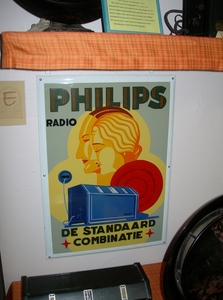 PHILIPS
RADIO
E
DE STANDAARD
COMBINATIE